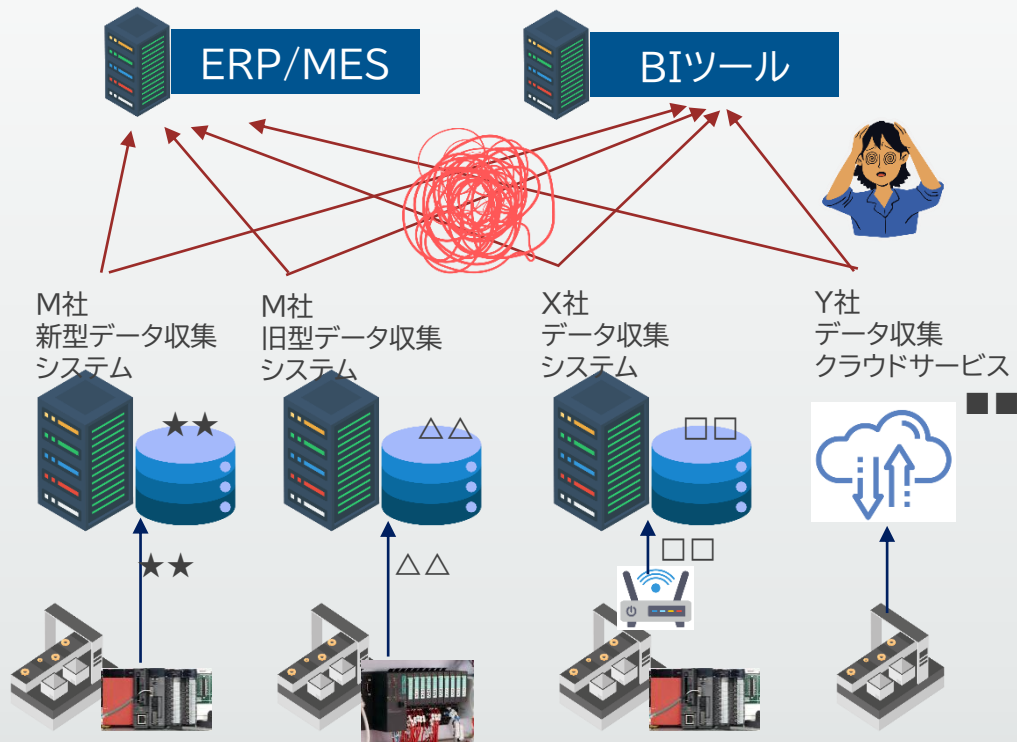 ERP/MES
BIツール
M社
新型データ収集
システム
M社
旧型データ収集
システム
X社
データ収集
システム
Y社
データ収集
クラウドサービス
■■
★★
△△
□□
★★
△△
□□